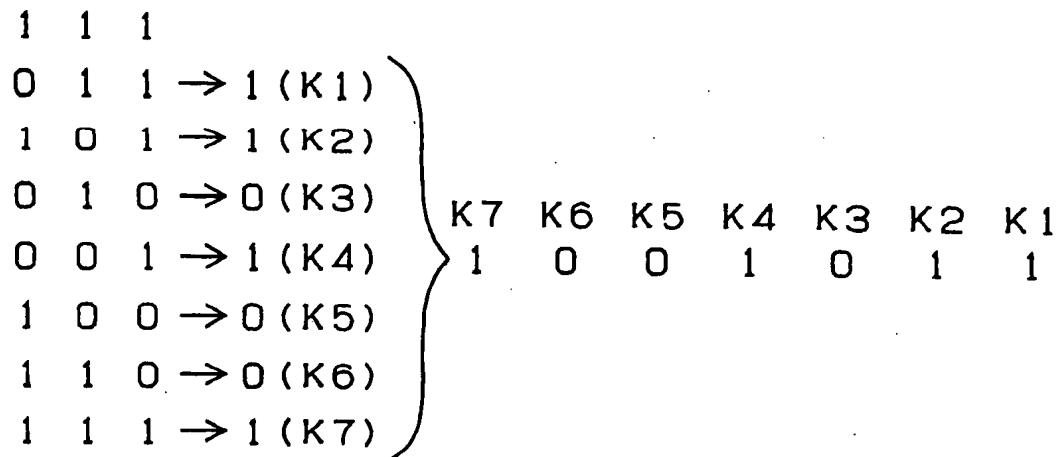 1 1 1
0 1 1 → 1 (K1)
1 0 1 → 1 (K2)
0 1 0 → 0 (K3)
0 0 1 → 1 (K4)
1 0 0 → 0 (K5)
1 1 0 → 0 (K6)
1 1 1 → 1 (K7)
K7 K6 K5 K4 K3 K2 K1
1 0 0 1 0 1 1